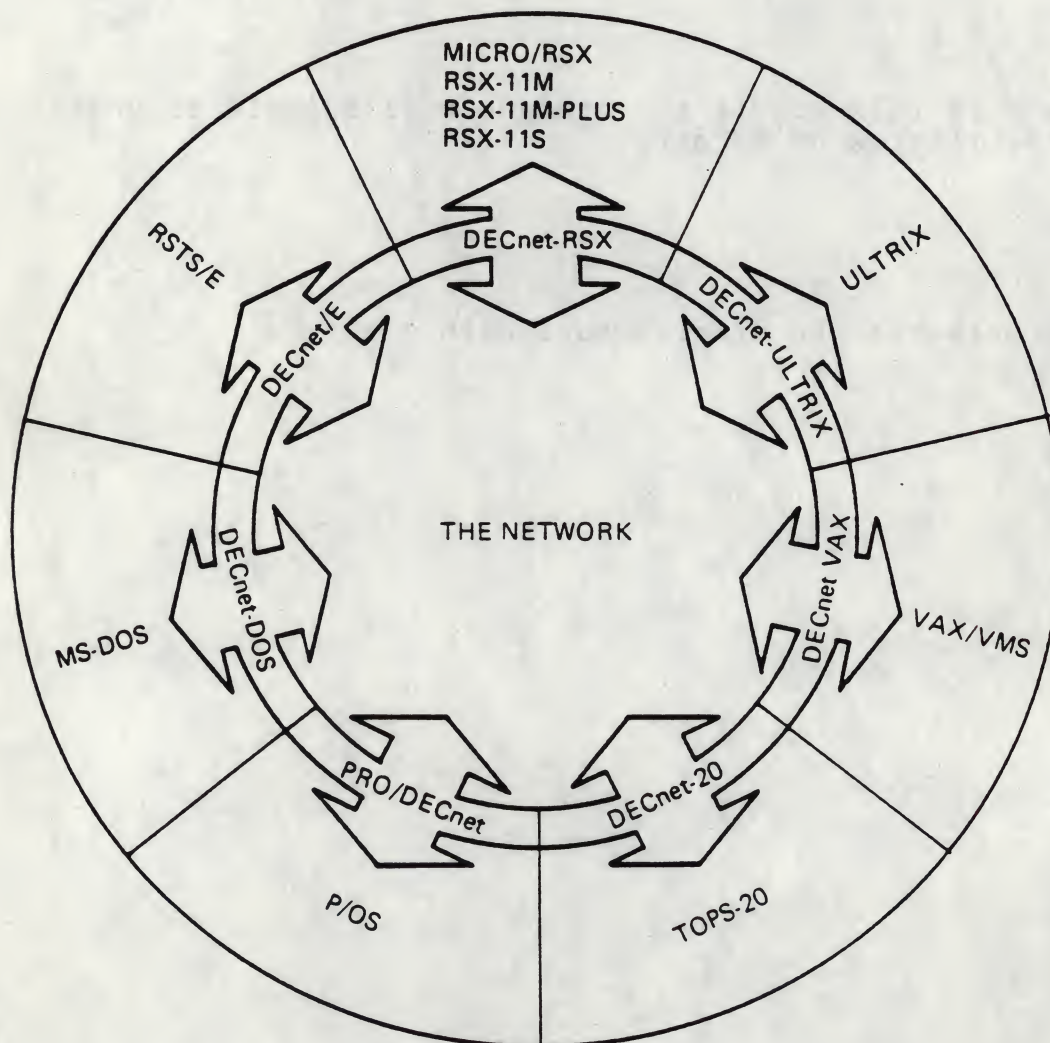 MICRO/RSX
RSX-11M
RSX-11M-PLUS
RSX-11S
DECnet-RSX
RSTS/E
DECnet/E
ULTRIX
DECnet-ULTRIX
THE NETWORK
MS-DOS
DECnet-DOS
DECnet VAX
VAX/VMS
PRO/DECnet
DECnet-20
P/OS
TOPS-20